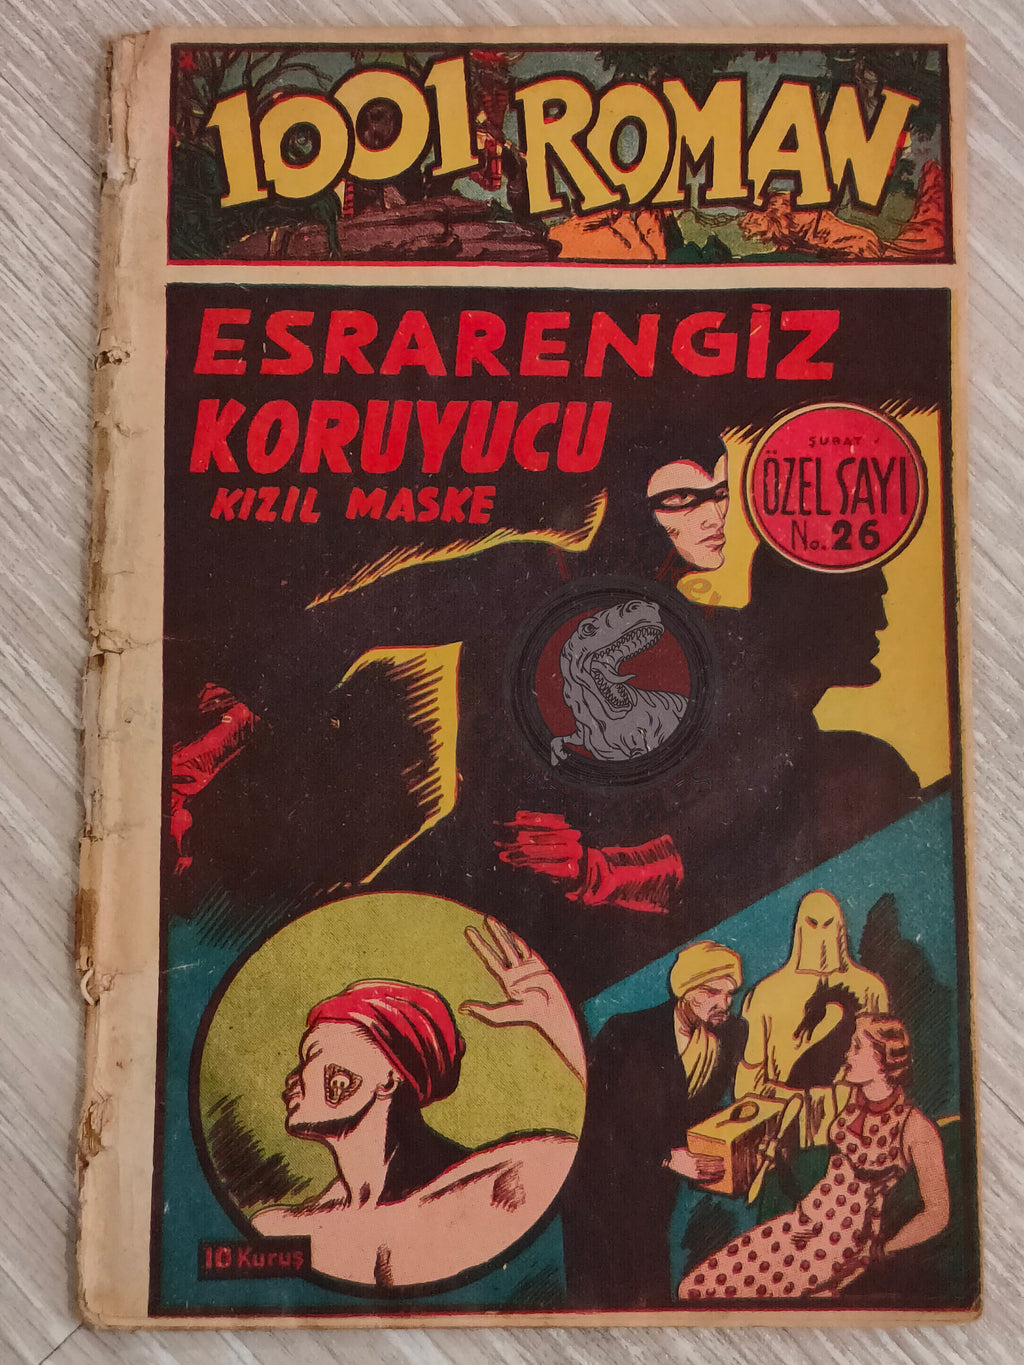 1001 ROMAN
ESRARENGİZ
KORUYUCU
KIZIL MASKE
ŞUBAT
ÖZEL SAYI
No. 26
10 Kuruş